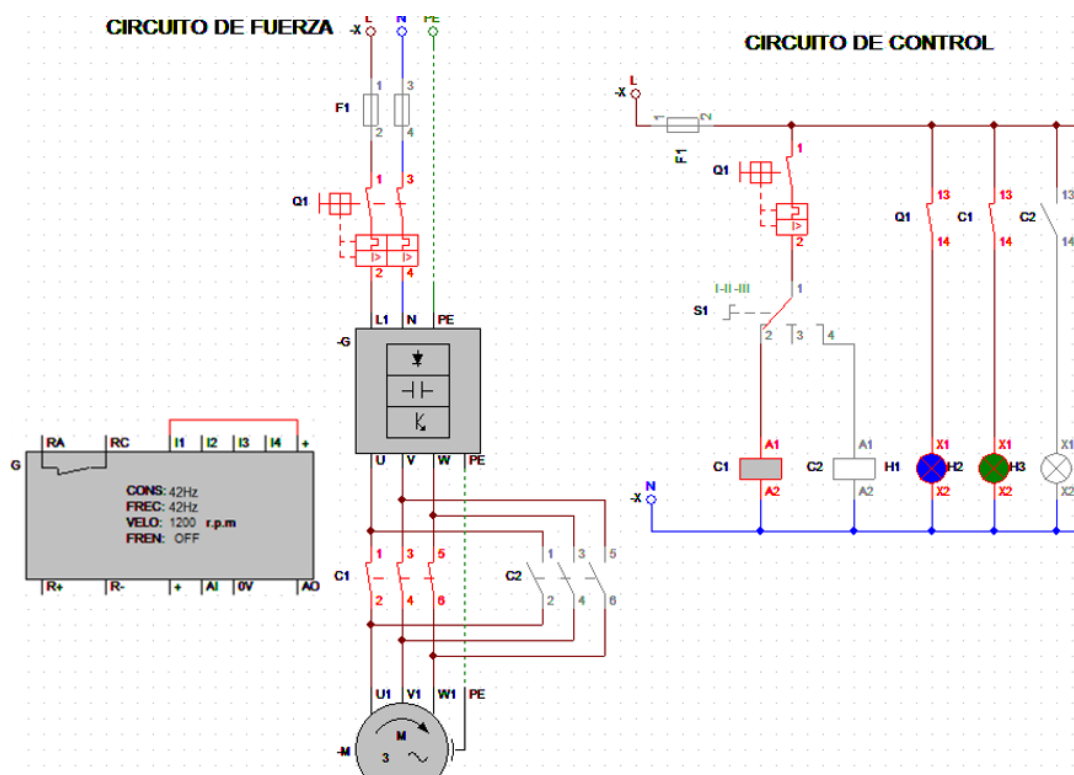 CIRCUITO DE FUERZA
L N PE
-X
1 3
F1
2 4
1 3
Q1
I> I>
2 4
L1 N PE
-G
U V W PE
RA RC I1 I2 I3 I4 +
G
CONS: 42Hz
FREC: 42Hz
VELO: 1200 r.p.m
FREN: OFF
R+ R- + AI 0V AO
1 3 5
C1
2 4 6
1 3 5
C2
2 4 6
U1 V1 W1 PE
-M
M
3
CIRCUITO DE CONTROL
L
-X
1 2
F1
1
Q1
I>
2
I-II-III
1
S1
2 3 4
A1
C1
A2
A1
C2
A2
13
Q1
14
13
C1
14
13
C2
14
X1
H1
X2
X1
H2
X2
X1
H3
X2
N
-X